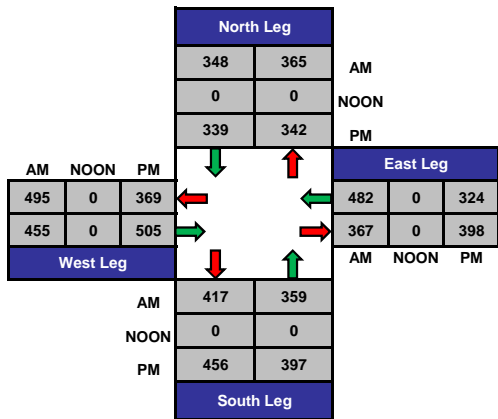 North Leg
348 365 AM
0 0 NOON
339 342 PM
AM NOON PM
East Leg
495 0 369
482 0 324
455 0 505
367 0 398
West Leg
AM NOON PM
AM 417 359
NOON 0 0
PM 456 397
South Leg